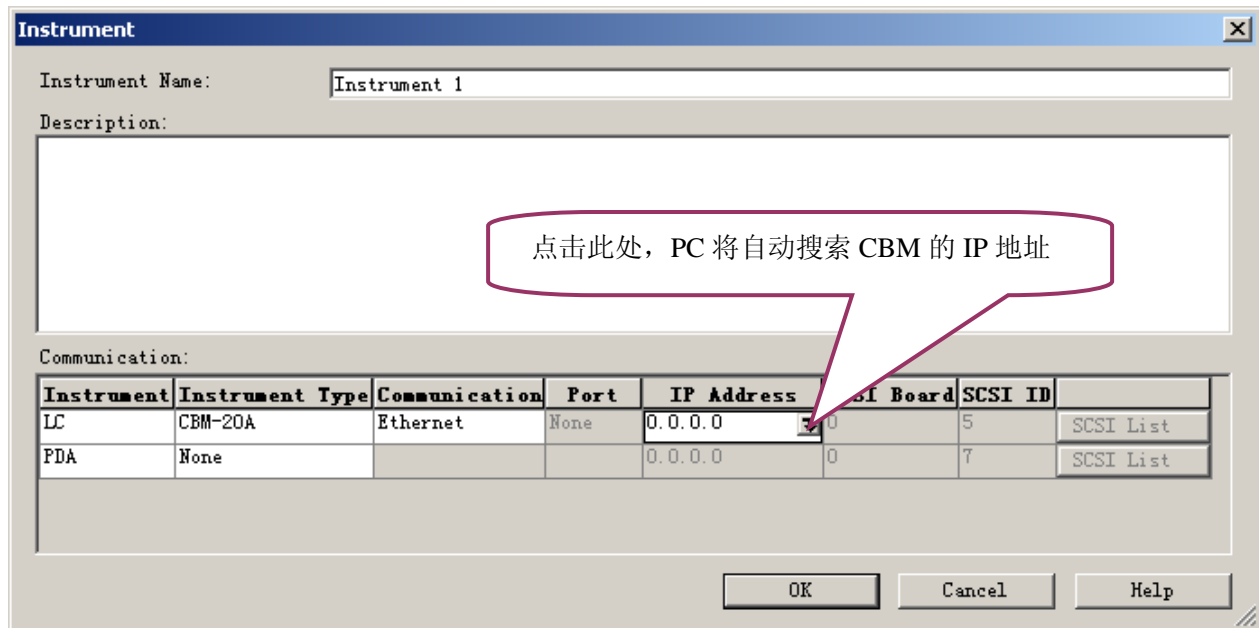 Instrument
Instrument Name:
Instrument 1
Description:
点击此处，PC 将自动搜索 CBM 的 IP 地址
Communication:
Instrument Instrument Type Communication Port IP Address SI Board SCSI ID
LC CBM-20A Ethernet None 0.0.0.0 0 5 SCSI List
PDA None 0.0.0.0 0 7 SCSI List
OK Cancel Help